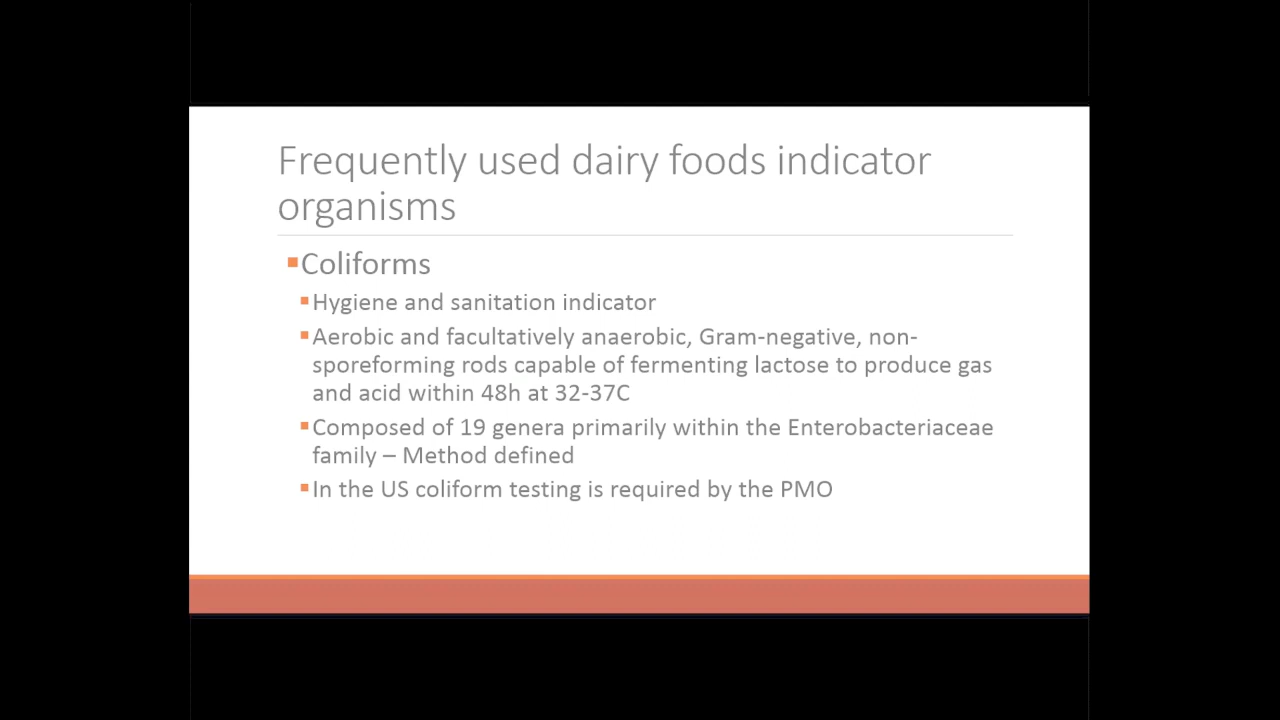 Frequently used dairy foods indicator
organisms
Coliforms
Hygiene and sanitation indicator
Aerobic and facultatively anaerobic, Gram-negative, non-
sporeforming rods capable of fermenting lactose to produce gas
and acid within 48h at 32-37C
Composed of 19 genera primarily within the Enterobacteriaceae
family – Method defined
In the US coliform testing is required by the PMO